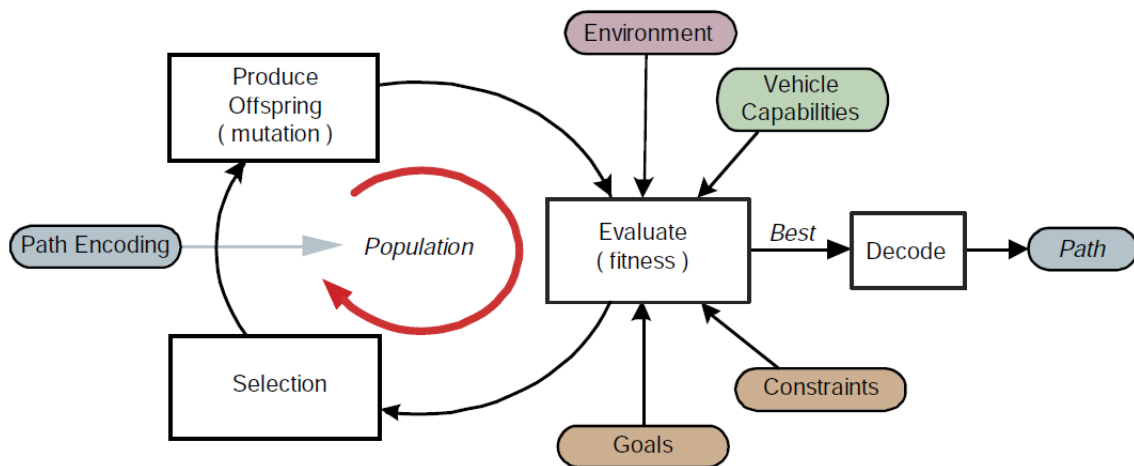 Environment
Produce
Offspring
( mutation )
Vehicle
Capabilities
Path Encoding
Population
Evaluate
( fitness )
Best
Decode
Path
Selection
Constraints
Goals